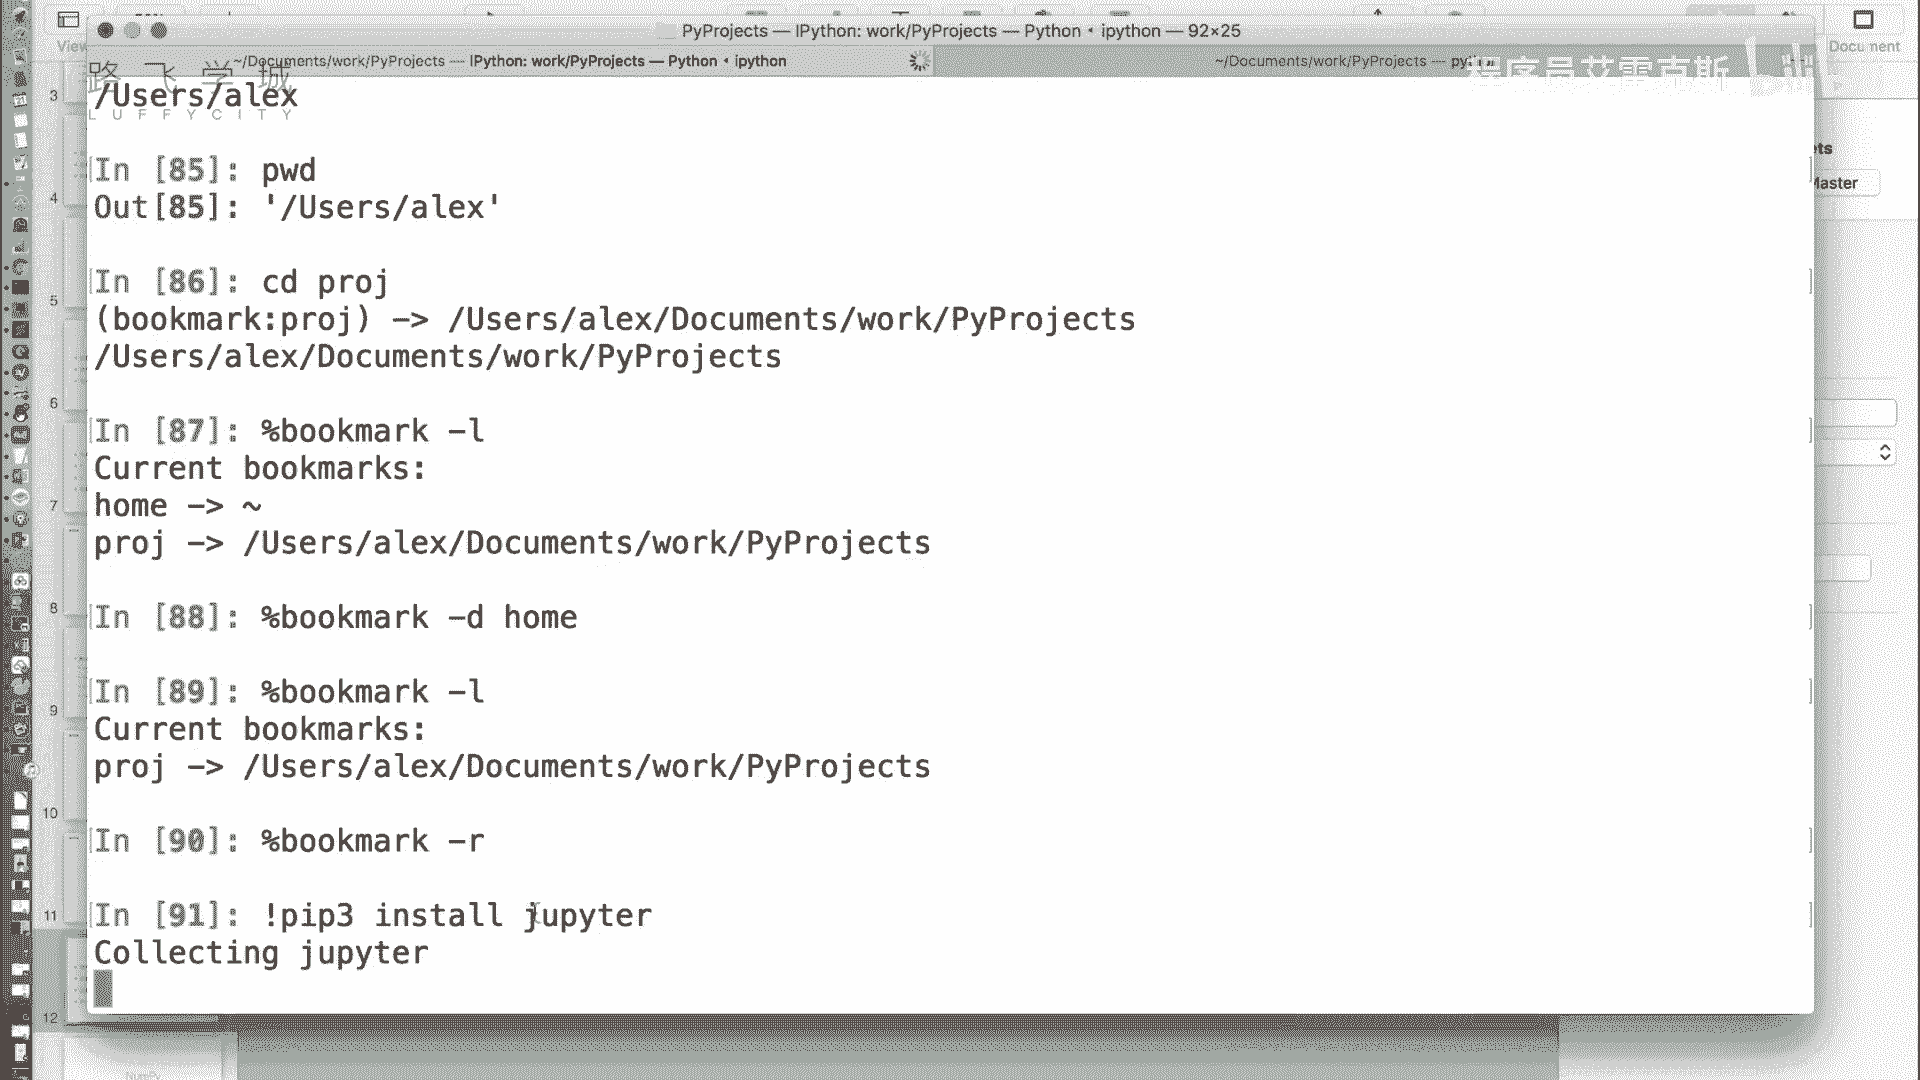 PyProjects — IPython: work/PyProjects — Python • ipython — 92×25
View
Document
~/Documents/work/PyProjects — IPython: work/PyProjects — Python • ipython
~/Documents/work/PyProjects —
路飞学城
LUFFYCITY
程序员艾雷克斯
/Users/alex
In [85]: pwd
Out[85]: '/Users/alex'
In [86]: cd proj
(bookmark:proj) -> /Users/alex/Documents/work/PyProjects
/Users/alex/Documents/work/PyProjects
In [87]: %bookmark -l
Current bookmarks:
home -> ~
proj -> /Users/alex/Documents/work/PyProjects
In [88]: %bookmark -d home
In [89]: %bookmark -l
Current bookmarks:
proj -> /Users/alex/Documents/work/PyProjects
In [90]: %bookmark -r
In [91]: !pip3 install jupyter
Collecting jupyter
3
4
5
6
7
8
9
10
11
12
NumPy